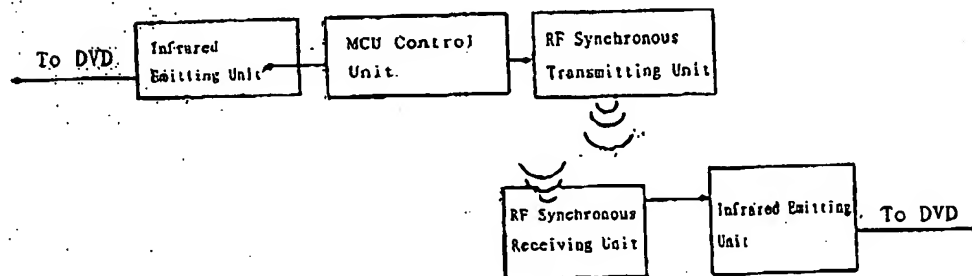 To DVD
Infrared
Emitting Unit
MCU Control
Unit.
RF Synchronous
Transmitting Unit
RF Synchronous
Receiving Unit
Infrared Emitting
Unit
To DVD